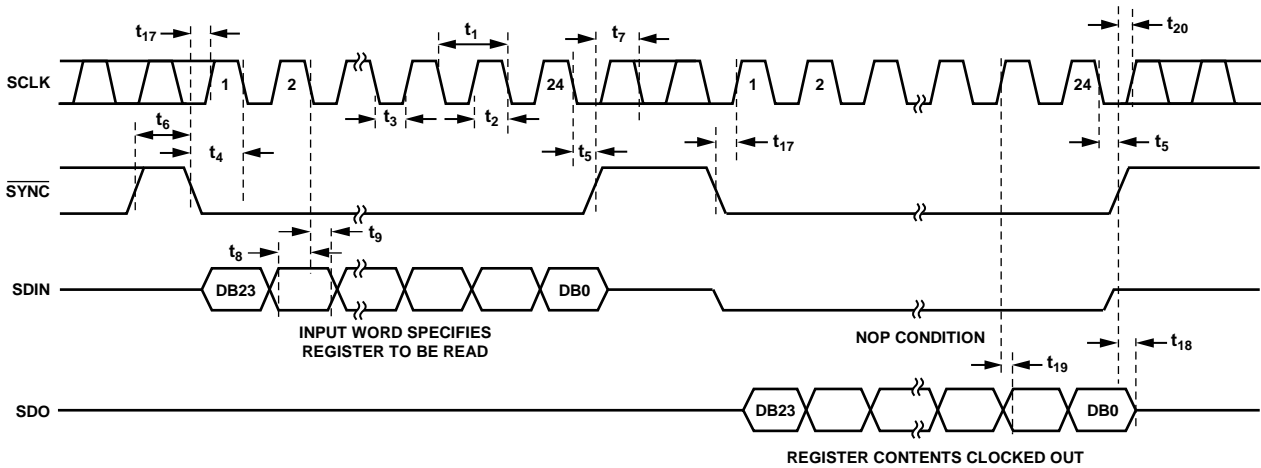 t17
t1
t7
t20
SCLK
1
2
24
1
2
24
t6
t3
t2
t4
t5
t17
t5
SYNC
t9
t8
SDIN
DB23
DB0
INPUT WORD SPECIFIES
REGISTER TO BE READ
NOP CONDITION
t18
t19
SDO
DB23
DB0
REGISTER CONTENTS CLOCKED OUT